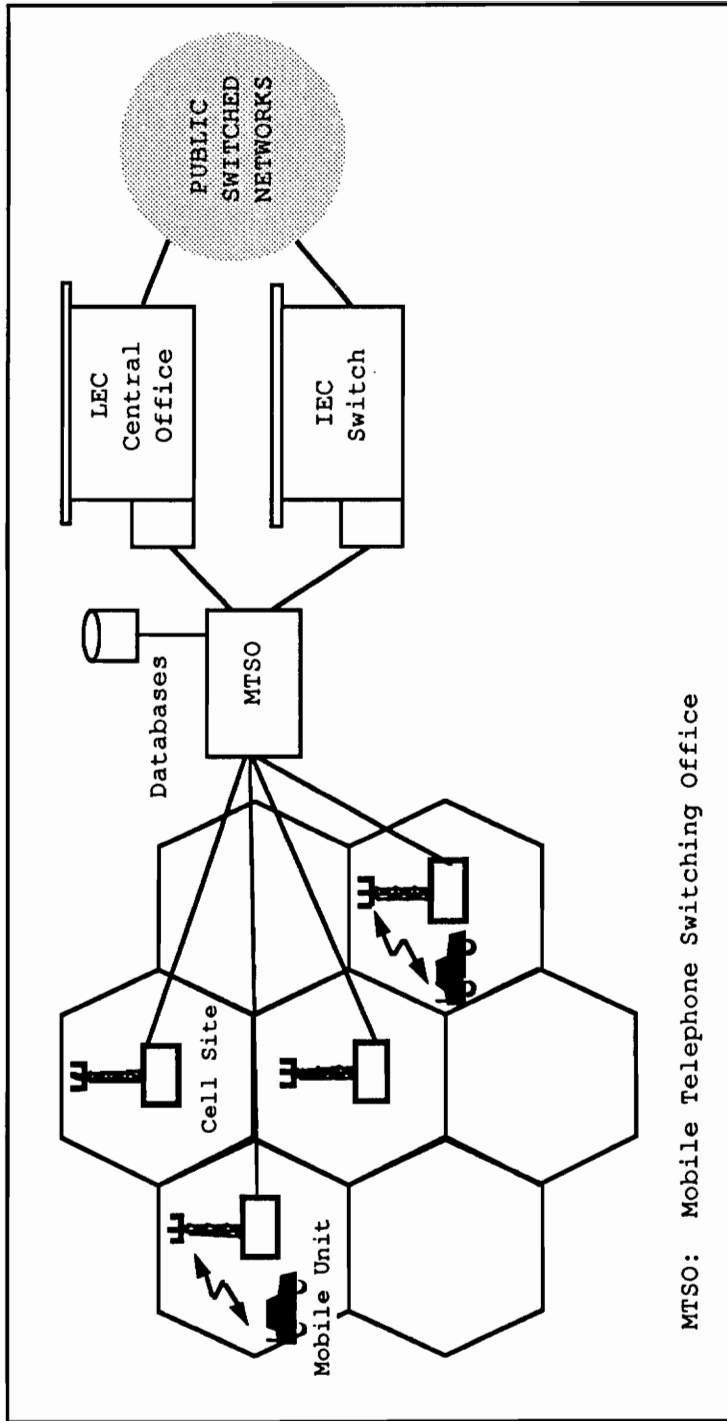 PUBLIC
SWITCHED
NETWORKS
LEC
Central
Office
IEC
Switch
Databases
MTSO
Cell Site
Mobile Unit
MTSO: Mobile Telephone Switching Office